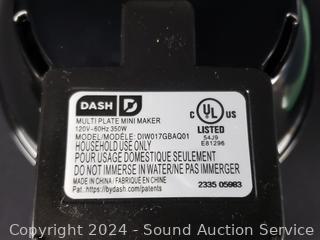 DASH D
MULTI PLATE MINI MAKER
120V~60Hz 350W
MODEL/MODÈLE: DIW017GBAQ01
HOUSEHOLD USE ONLY
POUR USAGE DOMESTIQUE SEULEMENT
DO NOT IMMERSE IN WATER/NE PAS IMMERGER
MADE IN CHINA / FABRIQUÉ EN CHINE
Pat.: https://bydash.com/patents
C UL US
LISTED
54J9
E81296
2335 05983
Copyright 2024 - Sound Auction Service